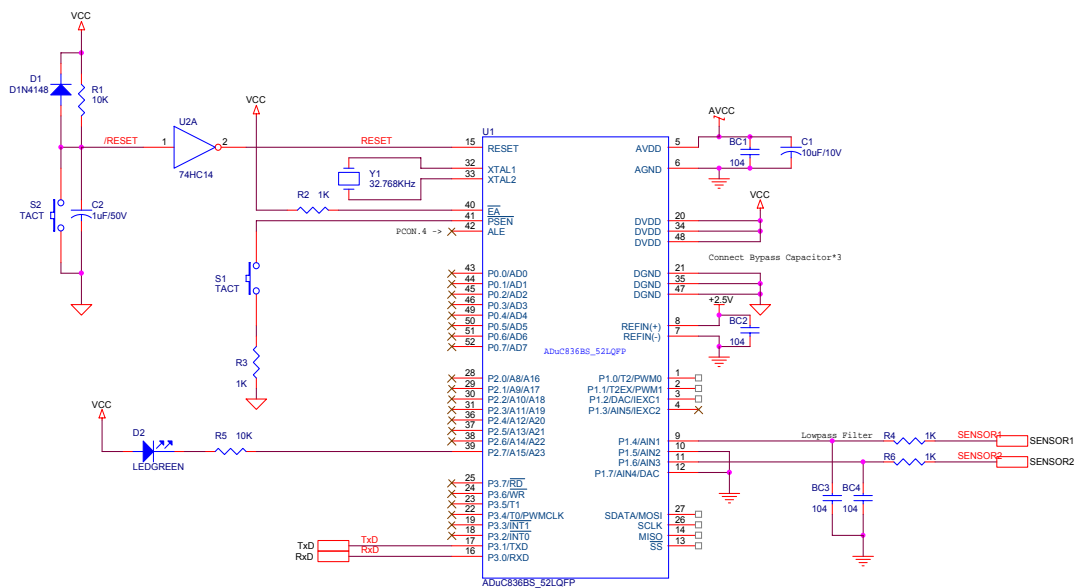 VCC
D1
D1N4148
R1
10K
S2
TACT
C2
1uF/50V
/RESET
1
U2A
2
74HC14
VCC
RESET
Y1
32.768KHz
R2 1K
PCON.4 ->
S1
TACT
R3
1K
VCC
D2
LEDGREEN
R5 10K
TxD
TxD
RxD
RxD
U1
15 RESET
32 XTAL1
33 XTAL2
40 EA
41 PSEN
42 ALE
43 P0.0/AD0
44 P0.1/AD1
45 P0.2/AD2
46 P0.3/AD3
49 P0.4/AD4
50 P0.5/AD5
51 P0.6/AD6
52 P0.7/AD7
28 P2.0/A8/A16
29 P2.1/A9/A17
30 P2.2/A10/A18
31 P2.3/A11/A19
36 P2.4/A12/A20
37 P2.5/A13/A21
38 P2.6/A14/A22
39 P2.7/A15/A23
25 P3.7/RD
24 P3.6/WR
23 P3.5/T1
22 P3.4/T0/PWMCLK
19 P3.3/INT1
18 P3.2/INT0
17 P3.1/TXD
16 P3.0/RXD
ADuC836BS_52LQFP
ADuC836BS_52LQFP
AVDD 5
AGND 6
DVDD 20
DVDD 34
DVDD 48
DGND 21
DGND 35
DGND 47
REFIN(+) 8
REFIN(-) 7
P1.0/T2/PWM0 1
P1.1/T2EX/PWM1 2
P1.2/DAC/IEXC1 3
P1.3/AIN5/IEXC2 4
P1.4/AIN1 9
P1.5/AIN2 10
P1.6/AIN3 11
P1.7/AIN4/DAC 12
SDATA/MOSI 27
SCLK 26
MISO 14
SS 13
AVCC
BC1
104
C1
10uF/10V
VCC
Connect Bypass Capacitor*3
+2.5V
BC2
104
Lowpass Filter
R4 1K
SENSOR1
SENSOR1
R6 1K
SENSOR2
SENSOR2
BC3
104
BC4
104